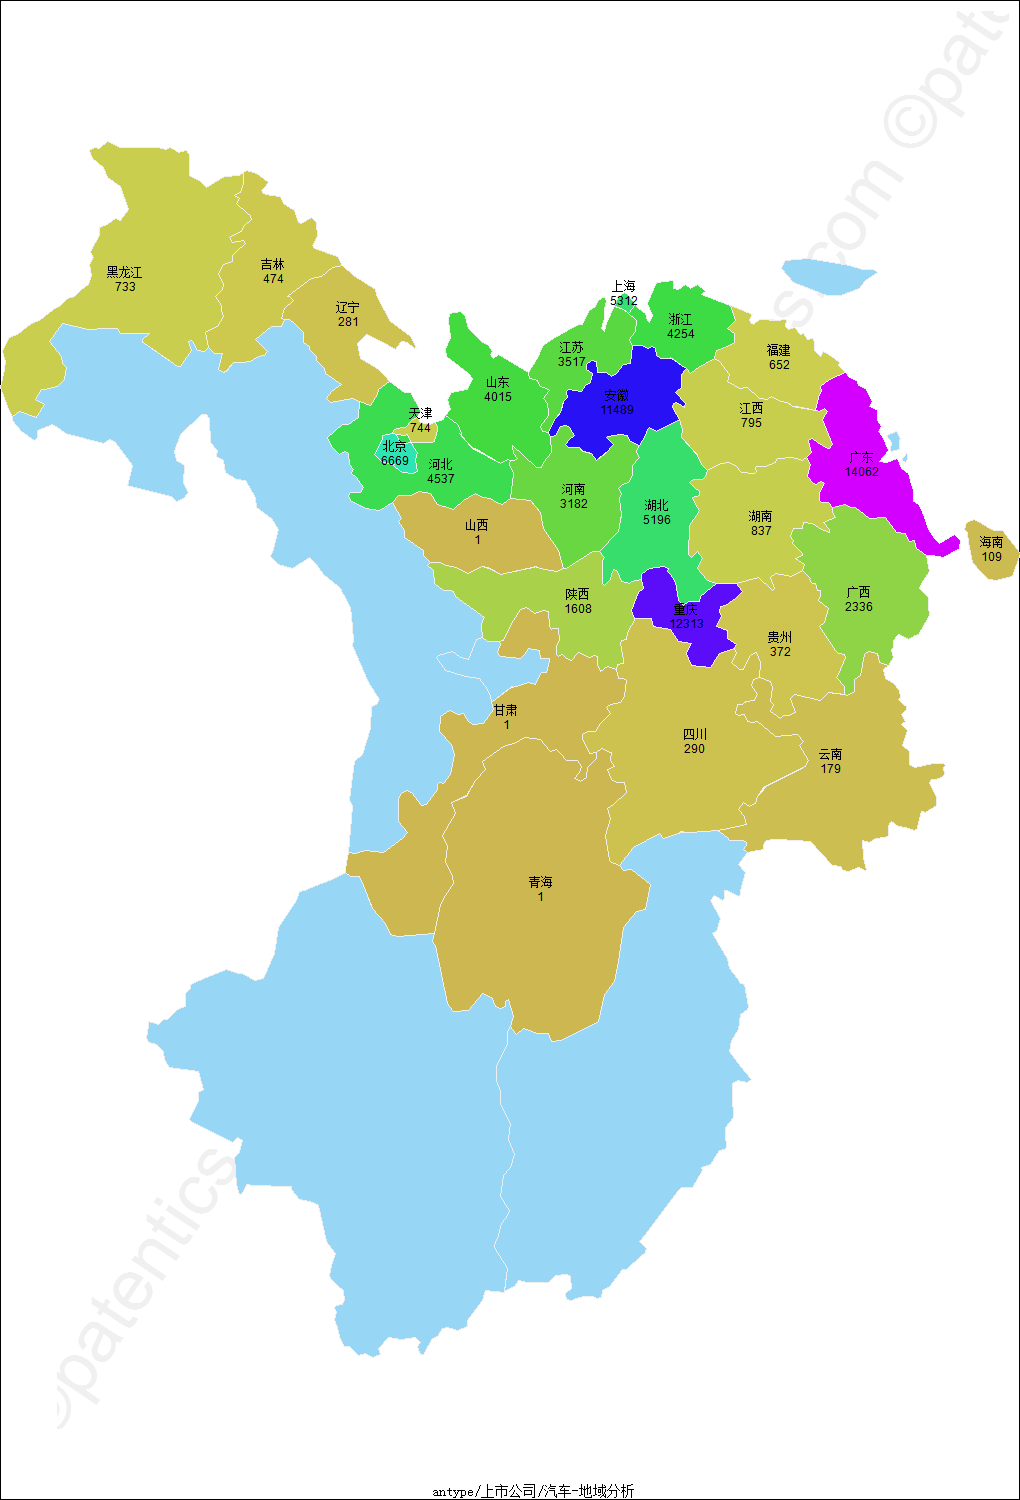 ©patentics.com ©pate
黑龙江
733
吉林
474
辽宁
281
上海
5312
浙江
4254
江苏
3517
福建
652
山东
4015
安徽
11489
江西
795
天津
744
北京
6669
河北
4537
广东
14062
河南
3182
湖北
5196
湖南
837
山西
1
海南
109
陕西
1608
重庆
12313
广西
2336
贵州
372
甘肃
1
四川
290
云南
179
青海
1
antype/上市公司/汽车-地域分析